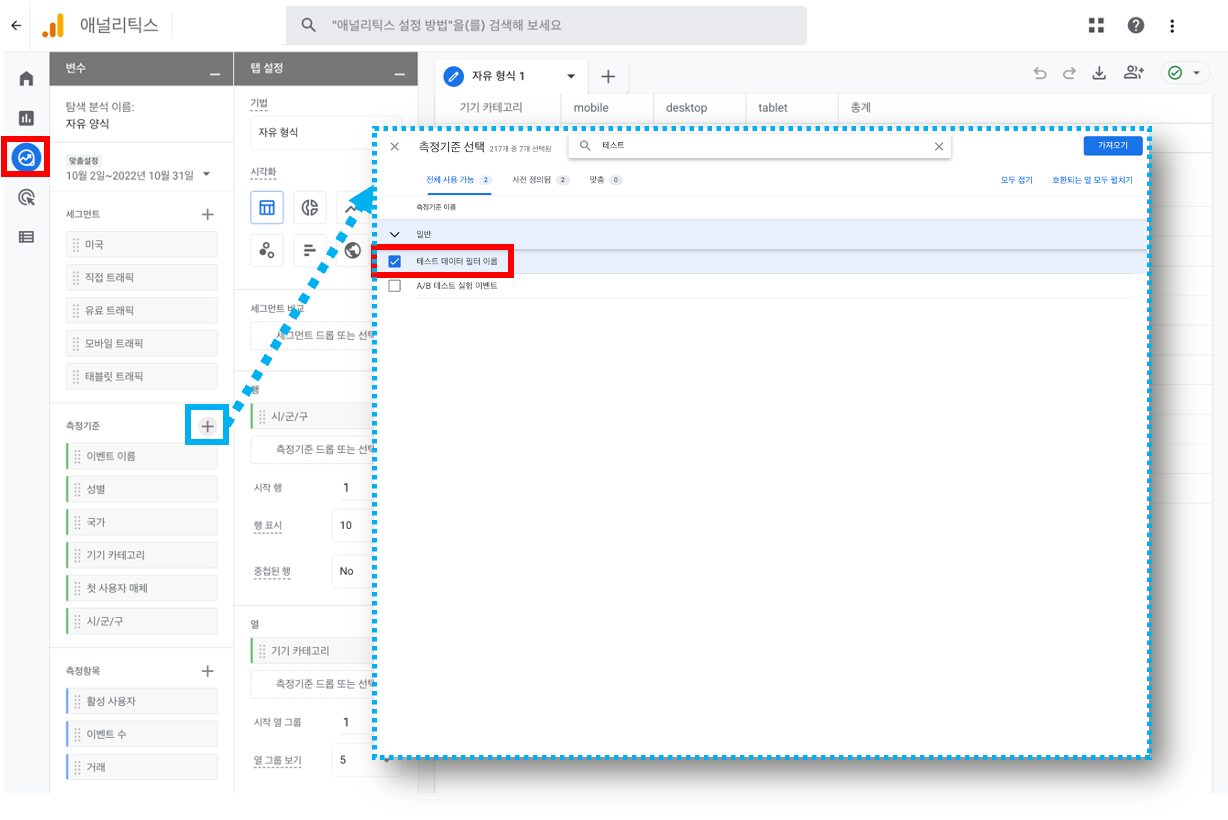 애널리틱스
"애널리틱스 설정 방법"을(를) 검색해 보세요
변수
탐색 분석 이름:
자유 양식
맞춤설정
10월 2일~2022년 10월 31일
세그먼트
미국
직접 트래픽
유료 트래픽
모바일 트래픽
태블릿 트래픽
측정기준
이벤트 이름
성별
국가
기기 카테고리
첫 사용자 매체
시/군/구
측정항목
활성 사용자
이벤트 수
거래
탭 설정
기법
자유 형식
시각화
세그먼트 비교
세그먼트 드롭 또는 선택
행
시/군/구
측정기준 드롭 또는 선택
시작 행 1
행 표시 10
중첩된 행 No
열
기기 카테고리
측정기준 드롭 또는 선택
시작 열 그룹 1
열 그룹 보기 5
자유 형식 1
기기 카테고리 mobile desktop tablet 총계
측정기준 선택 217개 중 7개 선택됨
테스트
가져오기
전체 사용 가능 2 사전 정의됨 2 맞춤 0
모두 접기 호환되는 열 모두 펼치기
측정기준 이름
일반
테스트 데이터 필터 이름
A/B 테스트 실험 이벤트